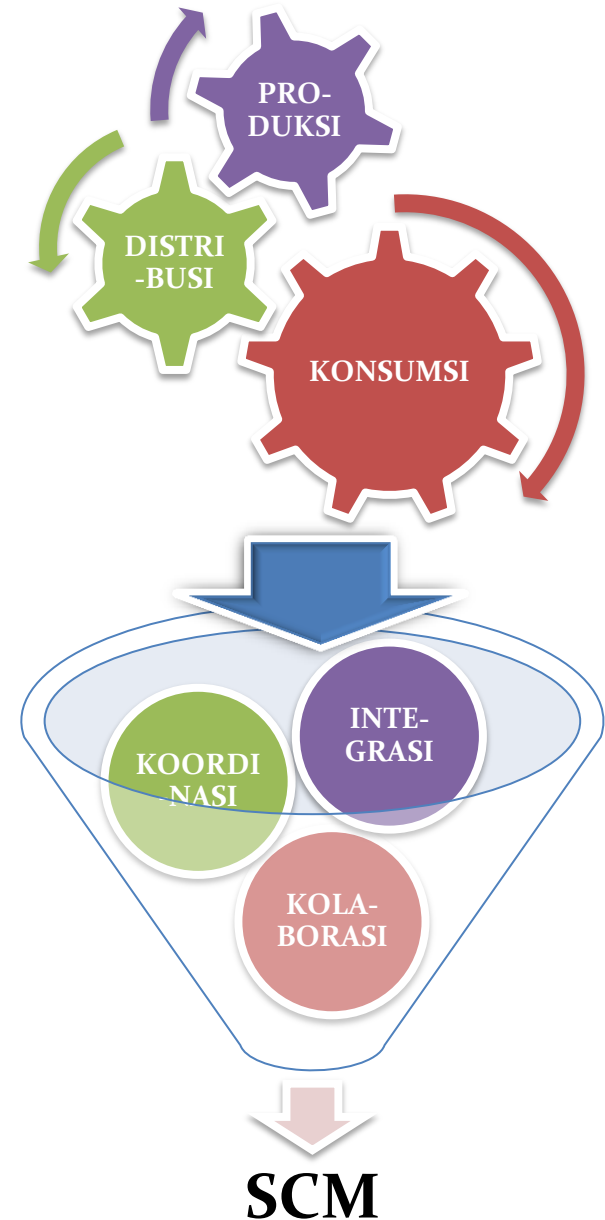 PRO-
DUKSI
DISTRI
-BUSI
KONSUMSI
INTE-
GRASI
KOORDI
-NASI
KOLA-
BORASI
SCM